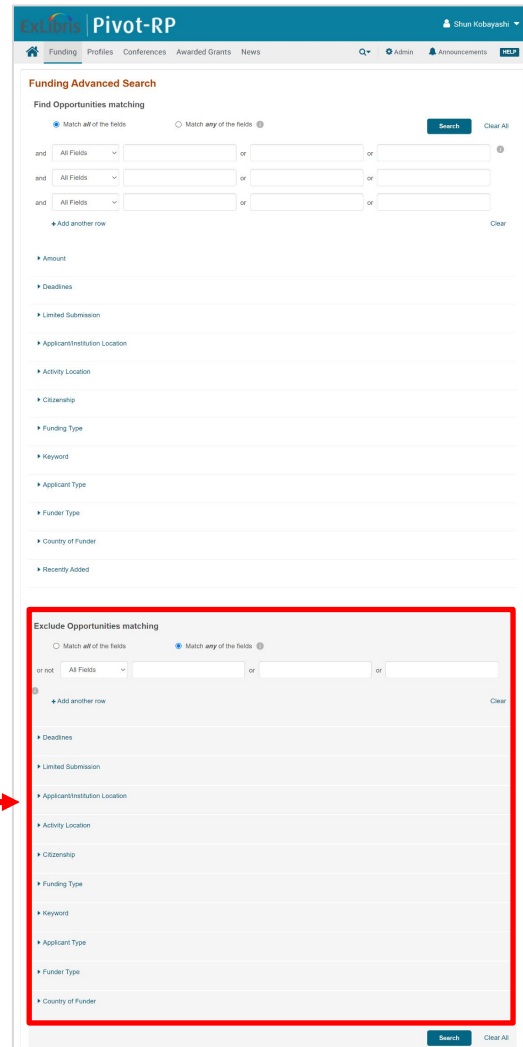 ExLibris Pivot-RP Shun Kobayashi
Funding Profiles Conferences Awarded Grants News Admin Announcements HELP
Funding Advanced Search
Find Opportunities matching
Match all of the fields Match any of the fields Search Clear All
and All Fields or or
and All Fields or or
and All Fields or or
+ Add another row Clear
Amount
Deadlines
Limited Submission
Applicant/Institution Location
Activity Location
Citizenship
Funding Type
Keyword
Applicant Type
Funder Type
Country of Funder
Recently Added
Exclude Opportunities matching
Match all of the fields Match any of the fields
or not All Fields or or
+ Add another row Clear
Deadlines
Limited Submission
Applicant/Institution Location
Activity Location
Citizenship
Funding Type
Keyword
Applicant Type
Funder Type
Country of Funder
Search Clear All